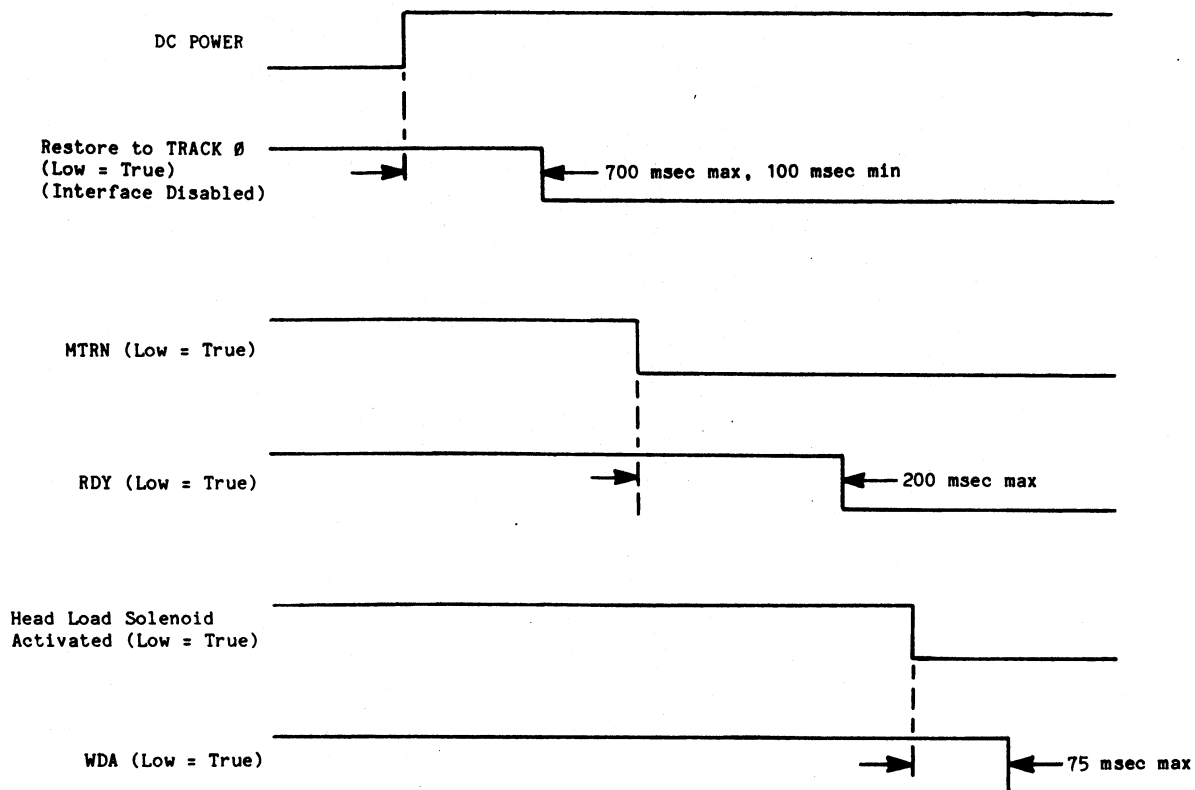 DC POWER
Restore to TRACK Ø
(Low = True)
(Interface Disabled)
700 msec max, 100 msec min
MTRN (Low = True)
RDY (Low = True)
200 msec max
Head Load Solenoid
Activated (Low = True)
WDA (Low = True)
75 msec max